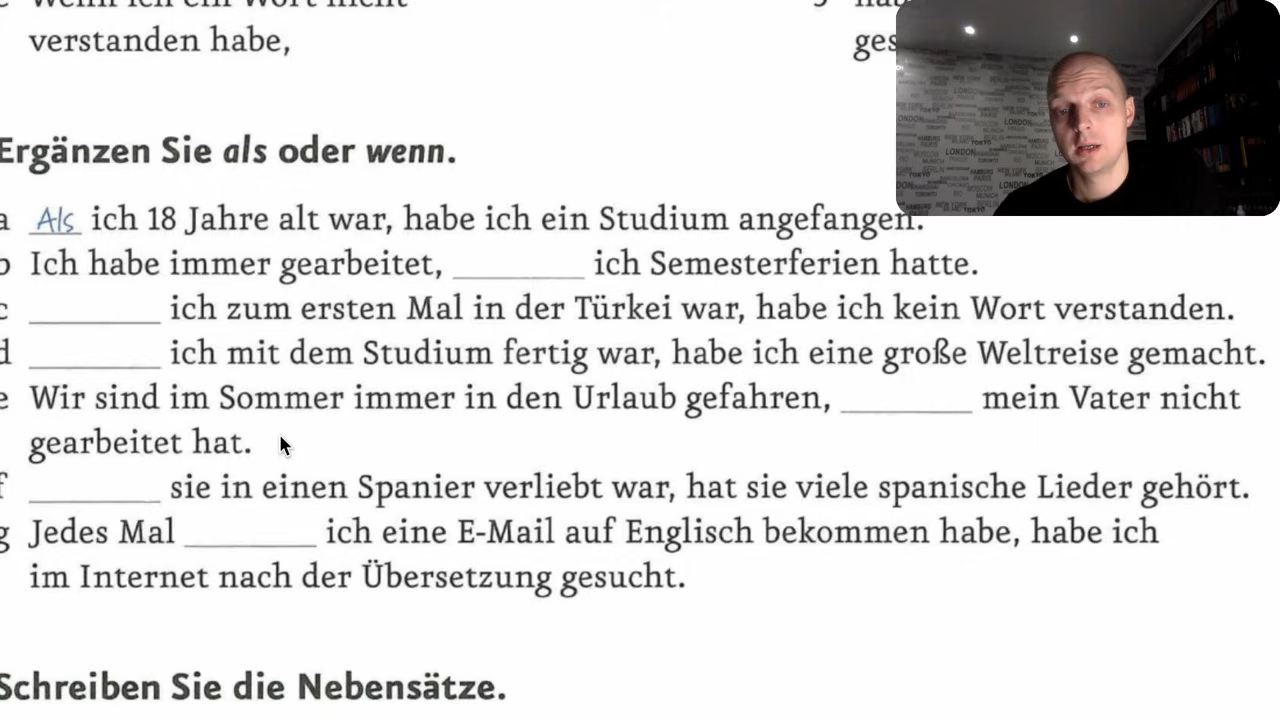 verstanden habe,
ges
Ergänzen Sie als oder wenn.
a Als ich 18 Jahre alt war, habe ich ein Studium angefangen.
b Ich habe immer gearbeitet, ________ ich Semesterferien hatte.
c ________ ich zum ersten Mal in der Türkei war, habe ich kein Wort verstanden.
d ________ ich mit dem Studium fertig war, habe ich eine große Weltreise gemacht.
e Wir sind im Sommer immer in den Urlaub gefahren, ________ mein Vater nicht
gearbeitet hat.
f ________ sie in einen Spanier verliebt war, hat sie viele spanische Lieder gehört.
g Jedes Mal ________ ich eine E-Mail auf Englisch bekommen habe, habe ich
im Internet nach der Übersetzung gesucht.
Schreiben Sie die Nebensätze.